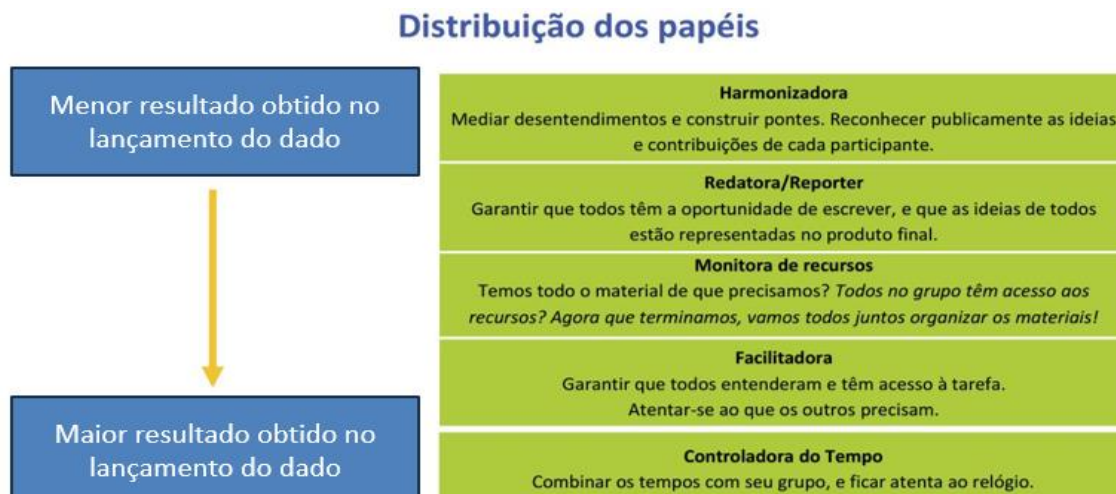 Distribuição dos papéis
Menor resultado obtido no
lançamento do dado
Maior resultado obtido no
lançamento do dado
Harmonizadora
Mediar desentendimentos e construir pontes. Reconhecer publicamente as ideias
e contribuições de cada participante.
Redatora/Reporter
Garantir que todos têm a oportunidade de escrever, e que as ideias de todos
estão representadas no produto final.
Monitora de recursos
Temos todo o material de que precisamos? Todos no grupo têm acesso aos
recursos? Agora que terminamos, vamos todos juntos organizar os materiais!
Facilitadora
Garantir que todos entenderam e têm acesso à tarefa.
Atentar-se ao que os outros precisam.
Controladora do Tempo
Combinar os tempos com seu grupo, e ficar atenta ao relógio.